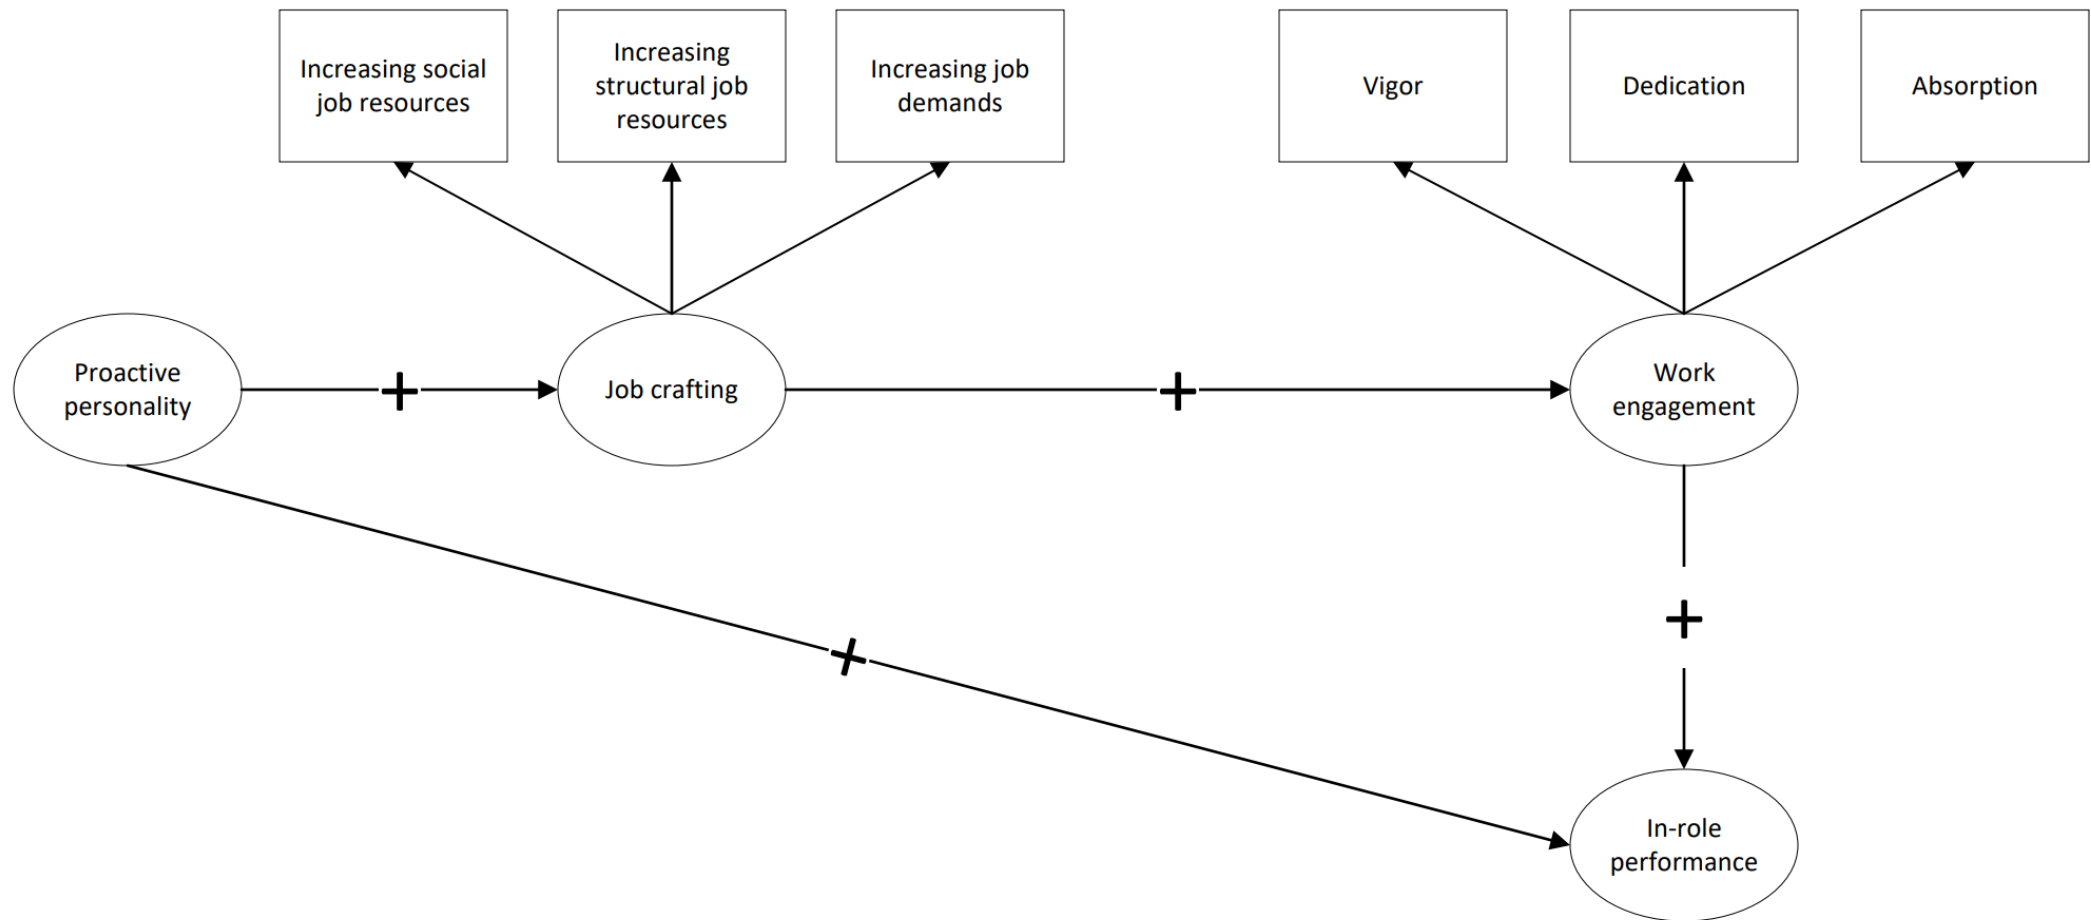 Increasing social
job resources
Increasing
structural job
resources
Increasing job
demands
Vigor
Dedication
Absorption
Proactive
personality
+
Job crafting
+
Work
engagement
+
+
In-role
performance